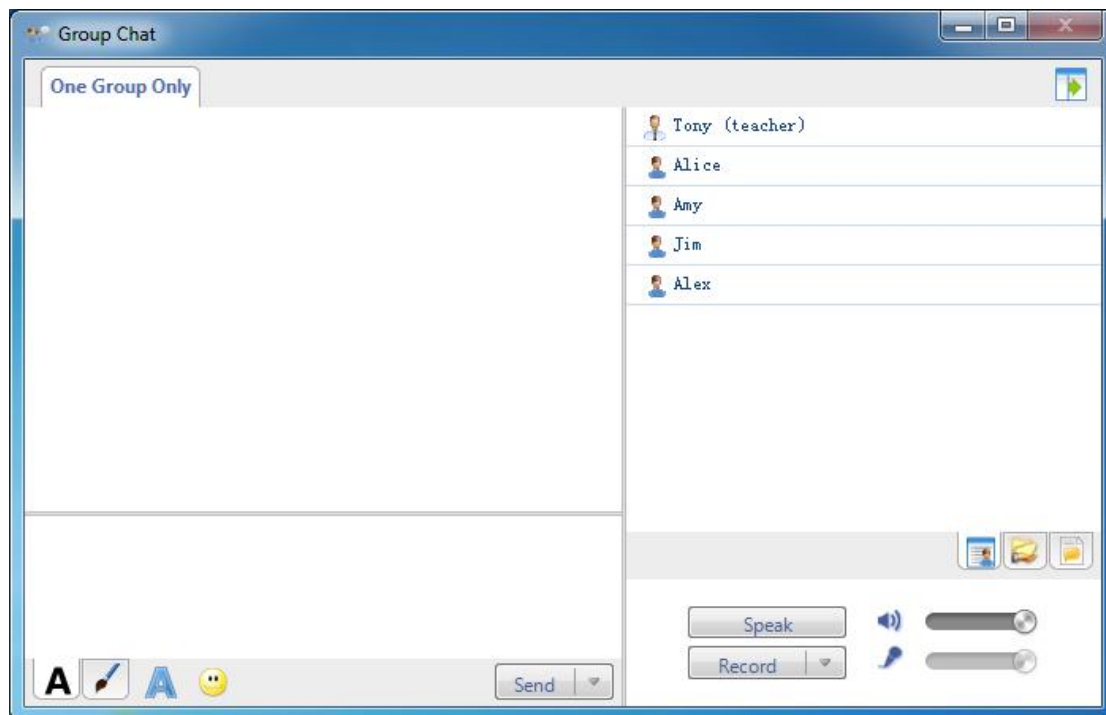 Group Chat
One Group Only
Tony (teacher)
Alice
Amy
Jim
Alex
Speak
Record
A
A
Send